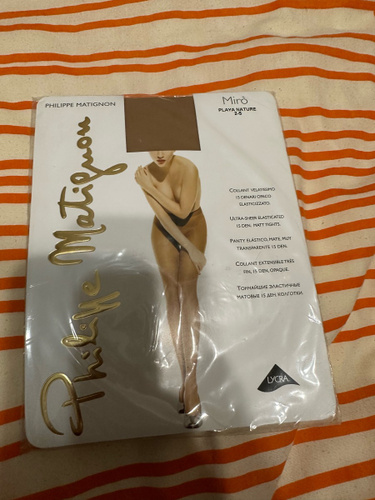 PHILIPPE MATIGNON
Mirò
PLAYA NATURE
2-S
Philippe Matignon
COLLANT VELATISSIMO
15 DENARI OPACO
ELASTICIZZATO
ULTRA SHEER ELASTICATED
15 DEN. MATT TIGHTS.
PANTY ELÁSTICO, MATE, MUY
TRANSPARENTE 15 DEN.
COLLANT EXTENSIBLE TRÈS
FIN, 15 DEN, OPAQUE.
ТОНЧАЙШИЕ ЭЛАСТИЧНЫЕ
МАТОВЫЕ 15 ДЕН КОЛГОТКИ
LYCRA